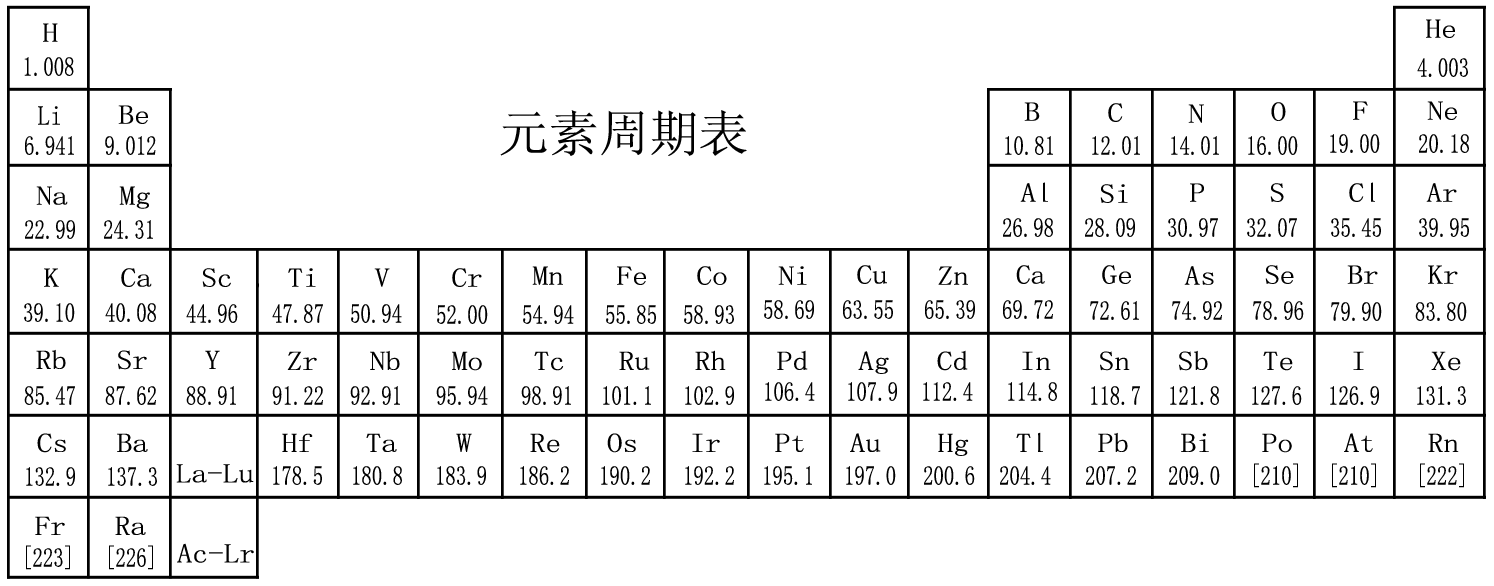 H He
1.008 4.003
元素周期表
Li Be B C N O F Ne
6.941 9.012 10.81 12.01 14.01 16.00 19.00 20.18
Na Mg Al Si P S Cl Ar
22.99 24.31 26.98 28.09 30.97 32.07 35.45 39.95
K Ca Sc Ti V Cr Mn Fe Co Ni Cu Zn Ca Ge As Se Br Kr
39.10 40.08 44.96 47.87 50.94 52.00 54.94 55.85 58.93 58.69 63.55 65.39 69.72 72.61 74.92 78.96 79.90 83.80
Rb Sr Y Zr Nb Mo Tc Ru Rh Pd Ag Cd In Sn Sb Te I Xe
85.47 87.62 88.91 91.22 92.91 95.94 98.91 101.1 102.9 106.4 107.9 112.4 114.8 118.7 121.8 127.6 126.9 131.3
Cs Ba La-Lu Hf Ta W Re Os Ir Pt Au Hg Tl Pb Bi Po At Rn
132.9 137.3 178.5 180.8 183.9 186.2 190.2 192.2 195.1 197.0 200.6 204.4 207.2 209.0 [210] [210] [222]
Fr Ra Ac-Lr
[223] [226]